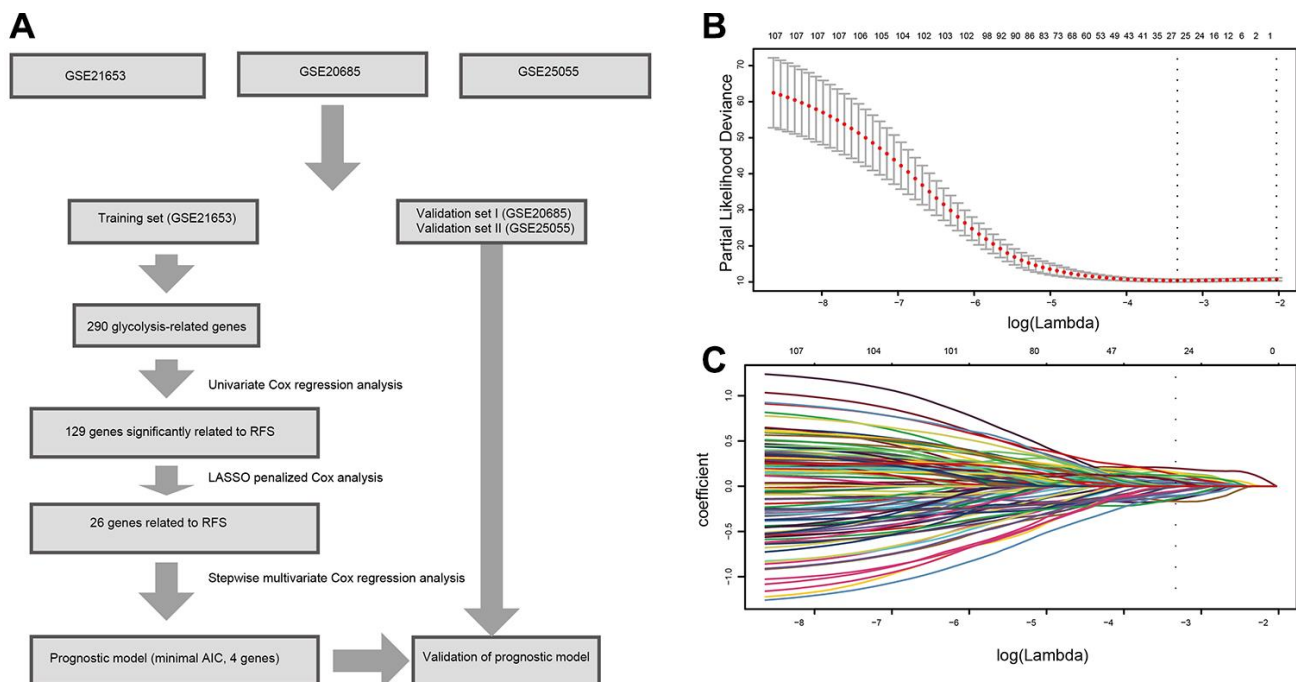 A
GSE21653
GSE20685
GSE25055
Training set (GSE21653)
Validation set I (GSE20685)
Validation set II (GSE25055)
290 glycolysis-related genes
Univariate Cox regression analysis
129 genes significantly related to RFS
LASSO penalized Cox analysis
26 genes related to RFS
Stepwise multivariate Cox regression analysis
Prognostic model (minimal AIC, 4 genes)
Validation of prognostic model
B
107 107 107 107 106 105 104 102 103 102 98 92 90 86 83 73 68 60 53 49 43 41 35 27 25 24 16 12 6 2 1
Partial Likelihood Deviance
70
60
50
40
30
20
10
−8 −7 −6 −5 −4 −3 −2
log(Lambda)
C
107 104 101 80 47 24 0
coefficient
1.0
0.5
0.0
−0.5
−1.0
−8 −7 −6 −5 −4 −3 −2
log(Lambda)